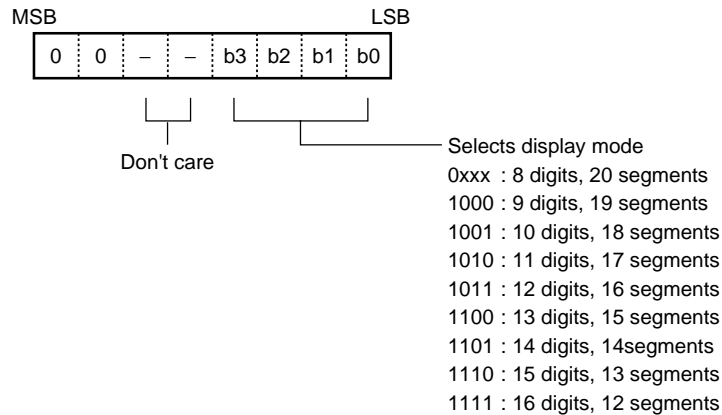 MSB LSB
0 0 – – b3 b2 b1 b0
Don't care
Selects display mode
0xxx : 8 digits, 20 segments
1000 : 9 digits, 19 segments
1001 : 10 digits, 18 segments
1010 : 11 digits, 17 segments
1011 : 12 digits, 16 segments
1100 : 13 digits, 15 segments
1101 : 14 digits, 14segments
1110 : 15 digits, 13 segments
1111 : 16 digits, 12 segments